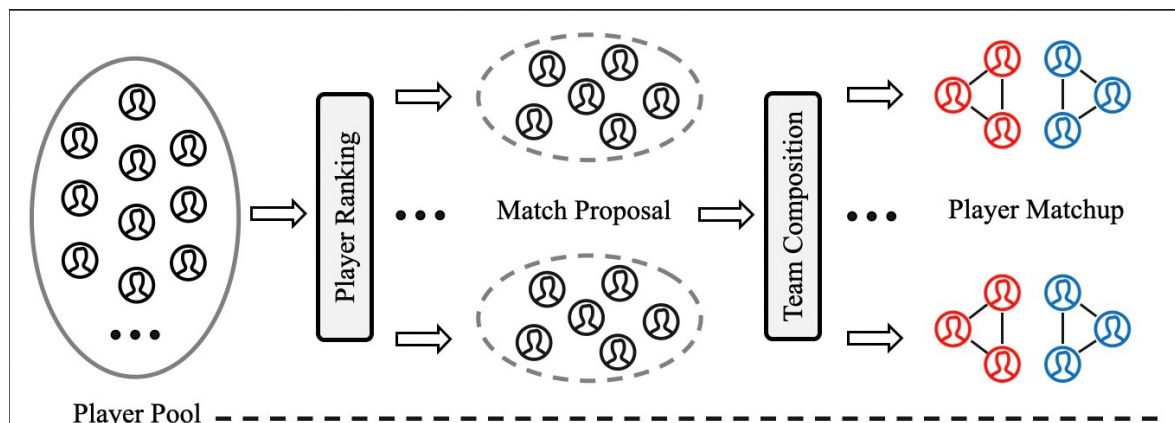 Player Ranking
• • •
Match Proposal
Team Composition
• • •
Player Matchup
• • •
Player Pool